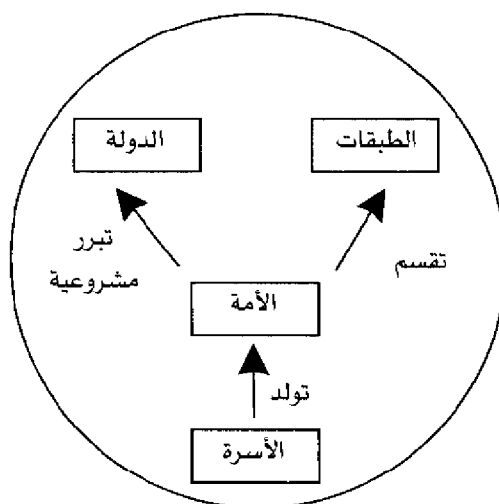 الطبقات
الدولة
تبرر
مشروعية
تقسم
الأمة
تولد
الأسرة